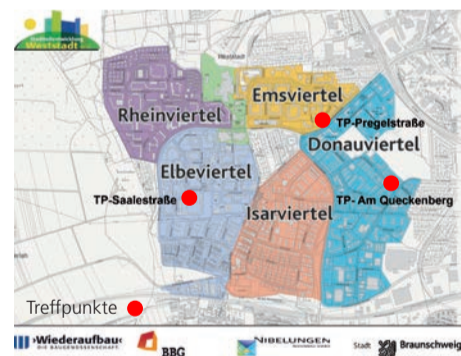 Stadtteilentwicklung
Weststadt
Emsviertel
Rheinviertel
TP-Pregelstraße
Donauviertel
Elbeviertel
TP-Saalestraße
TP- Am Queckenberg
Isarviertel
Treffpunkte
›Wiederaufbau‹
DIE BAUGENOSSENSCHAFT.
BBG
NIBELUNGEN
Stadt Braunschweig